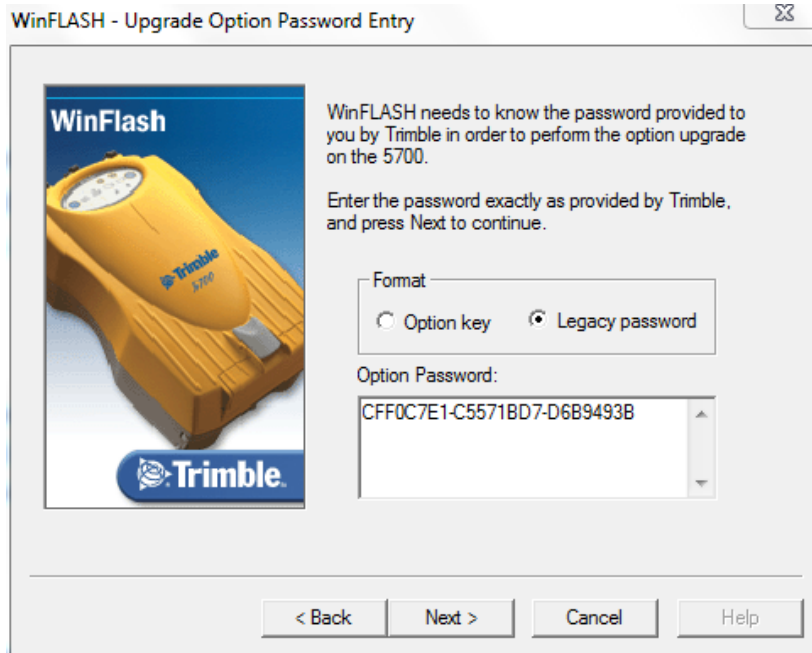 WinFLASH - Upgrade Option Password Entry
WinFlash
WinFLASH needs to know the password provided to
you by Trimble in order to perform the option upgrade
on the 5700.
Enter the password exactly as provided by Trimble,
and press Next to continue.
Trimble
5700
Format
Option key
Legacy password
Option Password:
CFF0C7E1-C5571BD7-D6B9493B
Trimble.
< Back
Next >
Cancel
Help